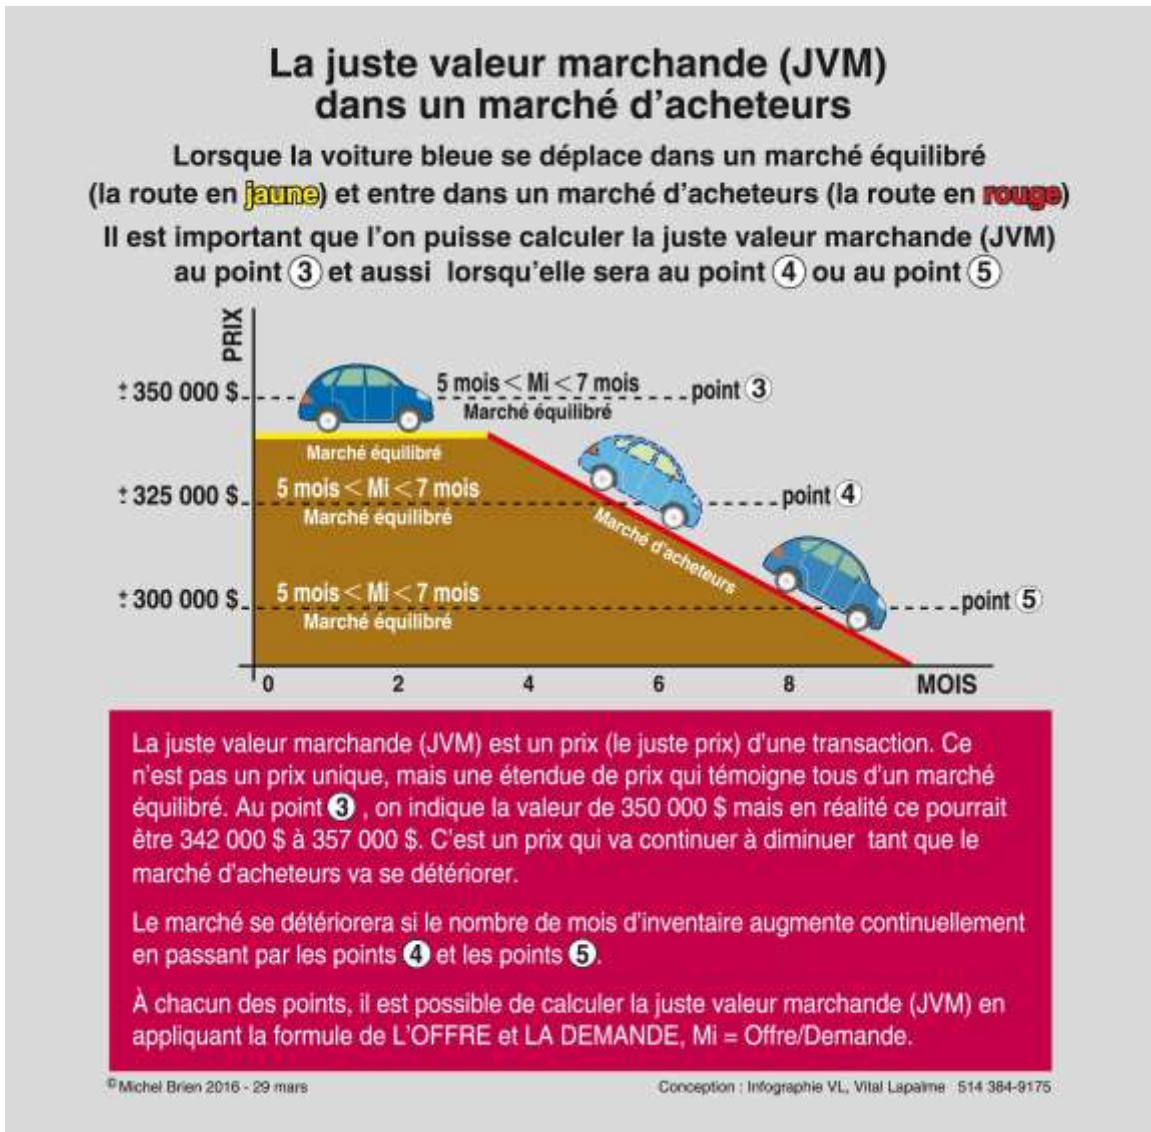 La juste valeur marchande (JVM)
dans un marché d'acheteurs
Lorsque la voiture bleue se déplace dans un marché équilibré
(la route en jaune) et entre dans un marché d'acheteurs (la route en rouge)
Il est important que l'on puisse calculer la juste valeur marchande (JVM)
au point 3 et aussi lorsqu'elle sera au point 4 ou au point 5
PRIX
± 350 000 $
5 mois < Mi < 7 mois
Marché équilibré
point 3
Marché équilibré
± 325 000 $
5 mois < Mi < 7 mois
Marché équilibré
point 4
Marché d'acheteurs
± 300 000 $
5 mois < Mi < 7 mois
Marché équilibré
point 5
0 2 4 6 8 MOIS
La juste valeur marchande (JVM) est un prix (le juste prix) d'une transaction. Ce
n'est pas un prix unique, mais une étendue de prix qui témoigne tous d'un marché
équilibré. Au point 3 , on indique la valeur de 350 000 $ mais en réalité ce pourrait
être 342 000 $ à 357 000 $. C'est un prix qui va continuer à diminuer tant que le
marché d'acheteurs va se détériorer.
Le marché se détériorera si le nombre de mois d'inventaire augmente continuellement
en passant par les points 4 et les points 5.
À chacun des points, il est possible de calculer la juste valeur marchande (JVM) en
appliquant la formule de L'OFFRE et LA DEMANDE, Mi = Offre/Demande.
© Michel Brien 2016 - 29 mars
Conception : Infographie VL, Vital Lapalme 514 384-9175